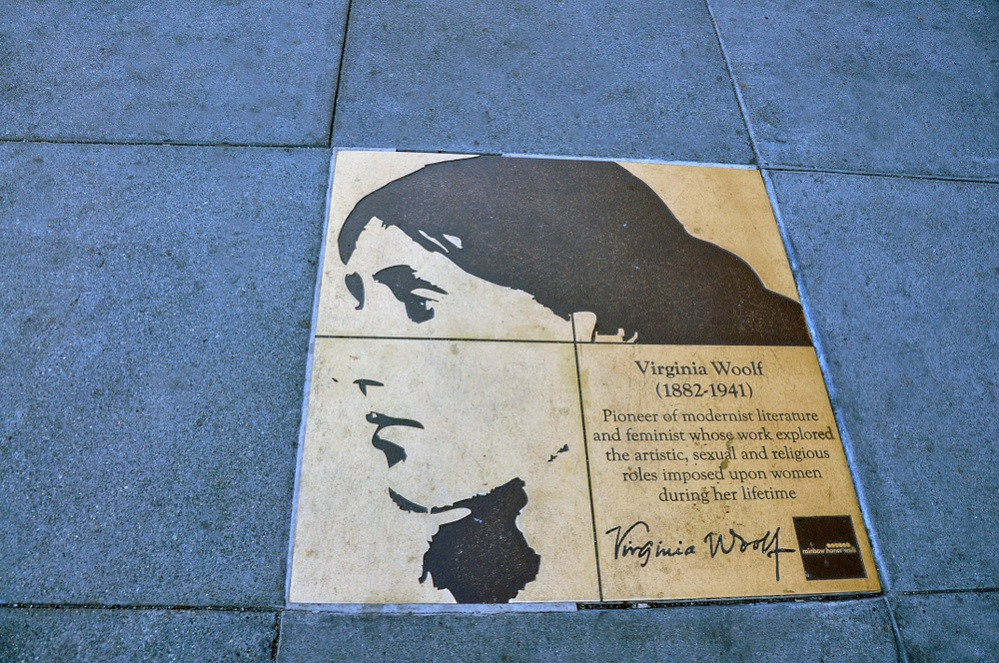 Virginia Woolf
(1882-1941)
Pioneer of modernist literature
and feminist whose work explored
the artistic, sexual and religious
roles imposed upon women
during her lifetime
Virginia Woolf
rainbow honor walk